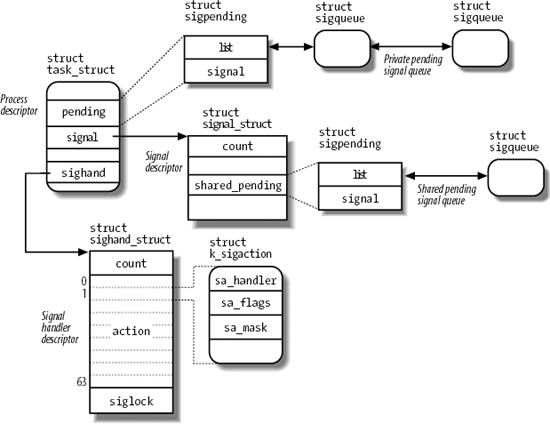 struct
sigpending
struct
sigqueue
struct
sigqueue
struct
task_struct
list
signal
Private pending
signal queue
Process
descriptor
pending
signal
sighand
struct
signal_struct
count
shared_pending
Signal
descriptor
struct
sigpending
list
signal
struct
sigqueue
Shared pending
signal queue
struct
sighand_struct
count
0
1
action
63
siglock
Signal
handler
descriptor
struct
k_sigaction
sa_handler
sa_flags
sa_mask